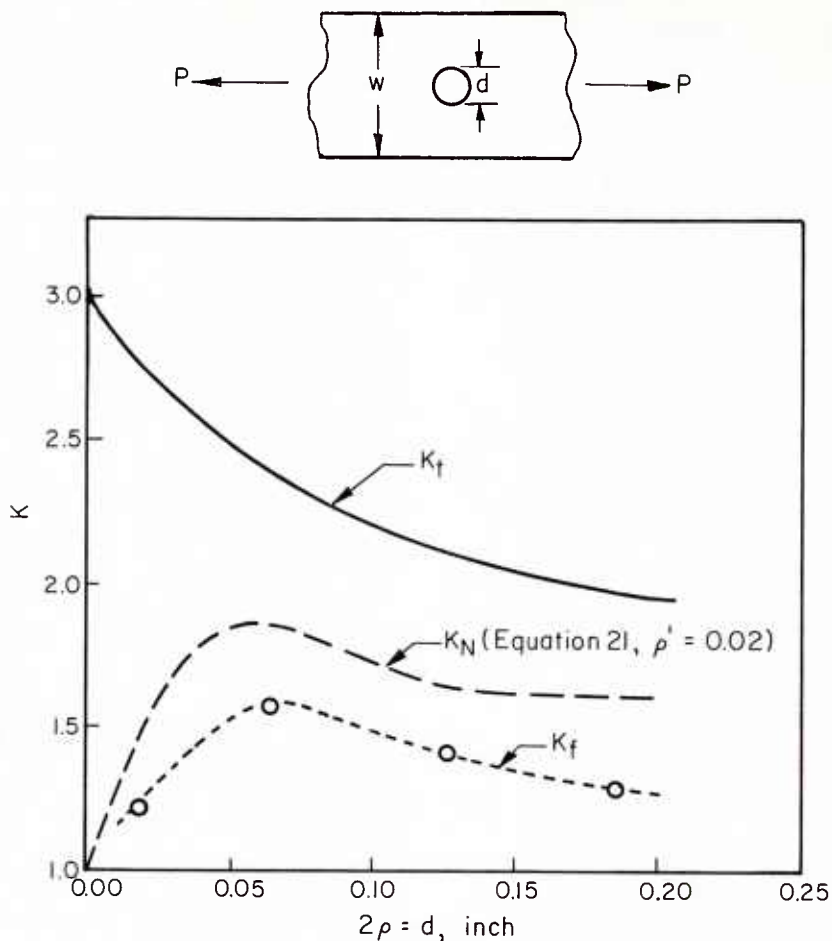 P
w
d
P
K
3.0
2.5
2.0
1.5
1.0
Kt
KN (Equation 21, ρ' = 0.02)
Kf
0.00 0.05 0.10 0.15 0.20 0.25
2ρ = d, inch